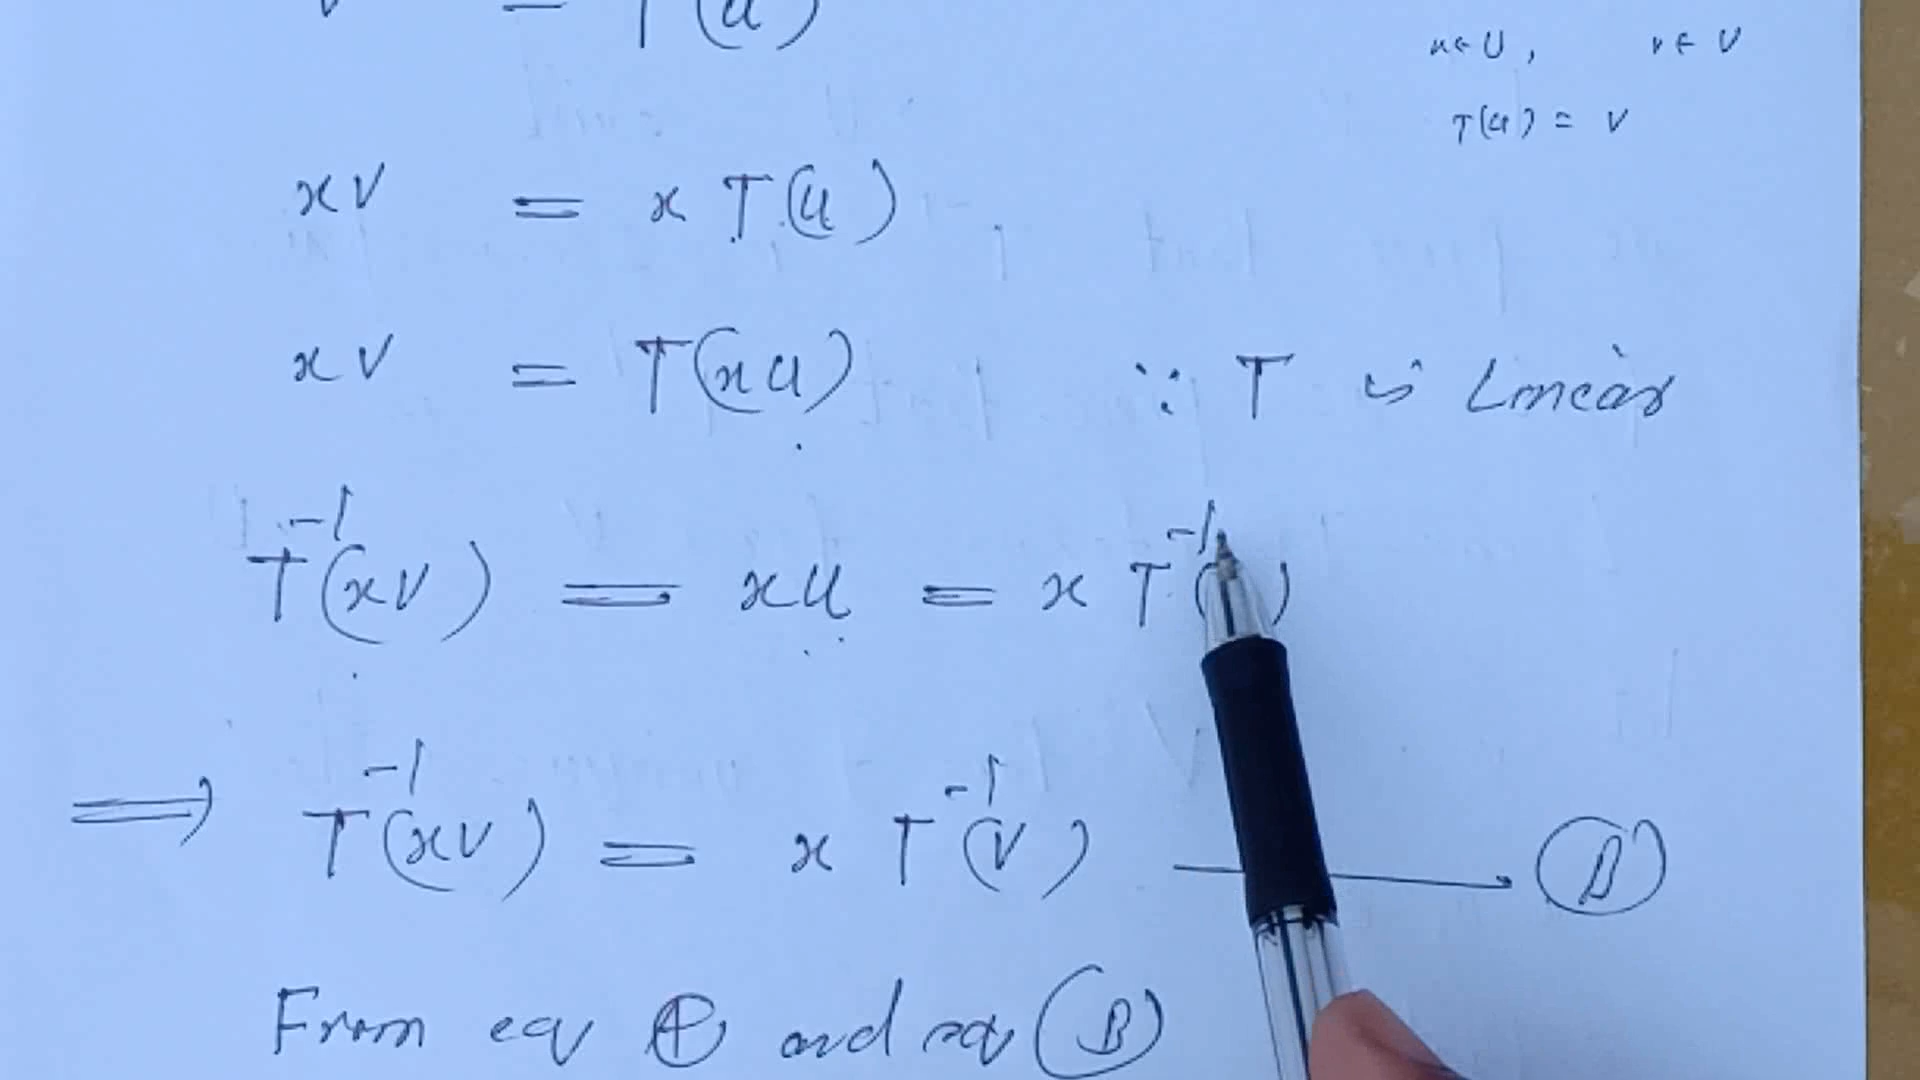 V = T(u)
u ∈ U, v ∈ V
T(u) = V
xV = x T(u)
xV = T(xu) ∵ T is Linear
T⁻¹(xV) = xu = x T⁻¹( )
⟹ T⁻¹(xV) = x T⁻¹(V) — (B)
From eq (A) and eq (B)